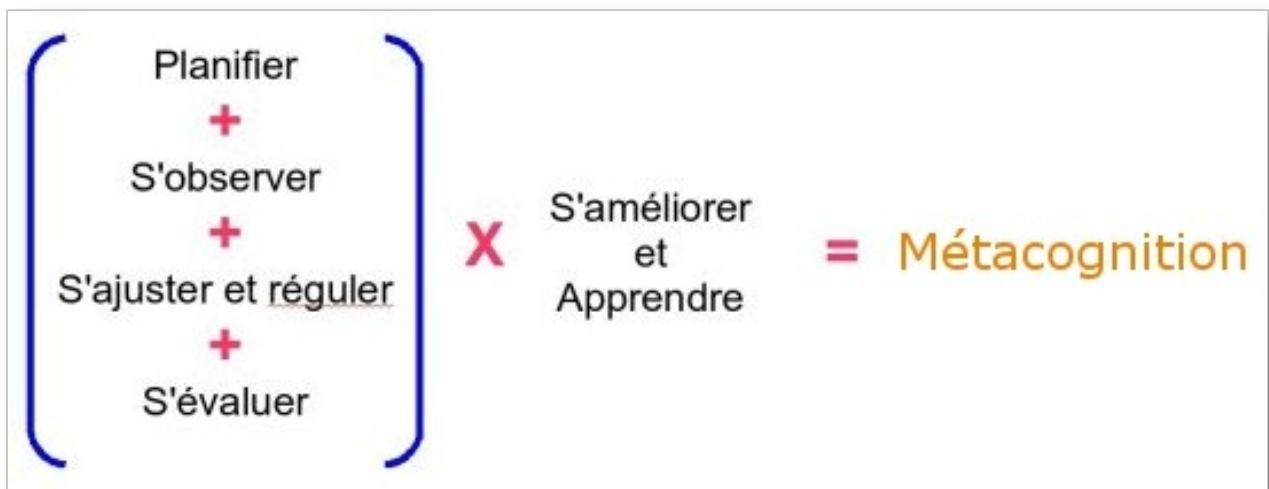 Planifier
+
S'observer
+
S'ajuster et réguler
+
S'évaluer
X
S'améliorer
et
Apprendre
=
Métacognition